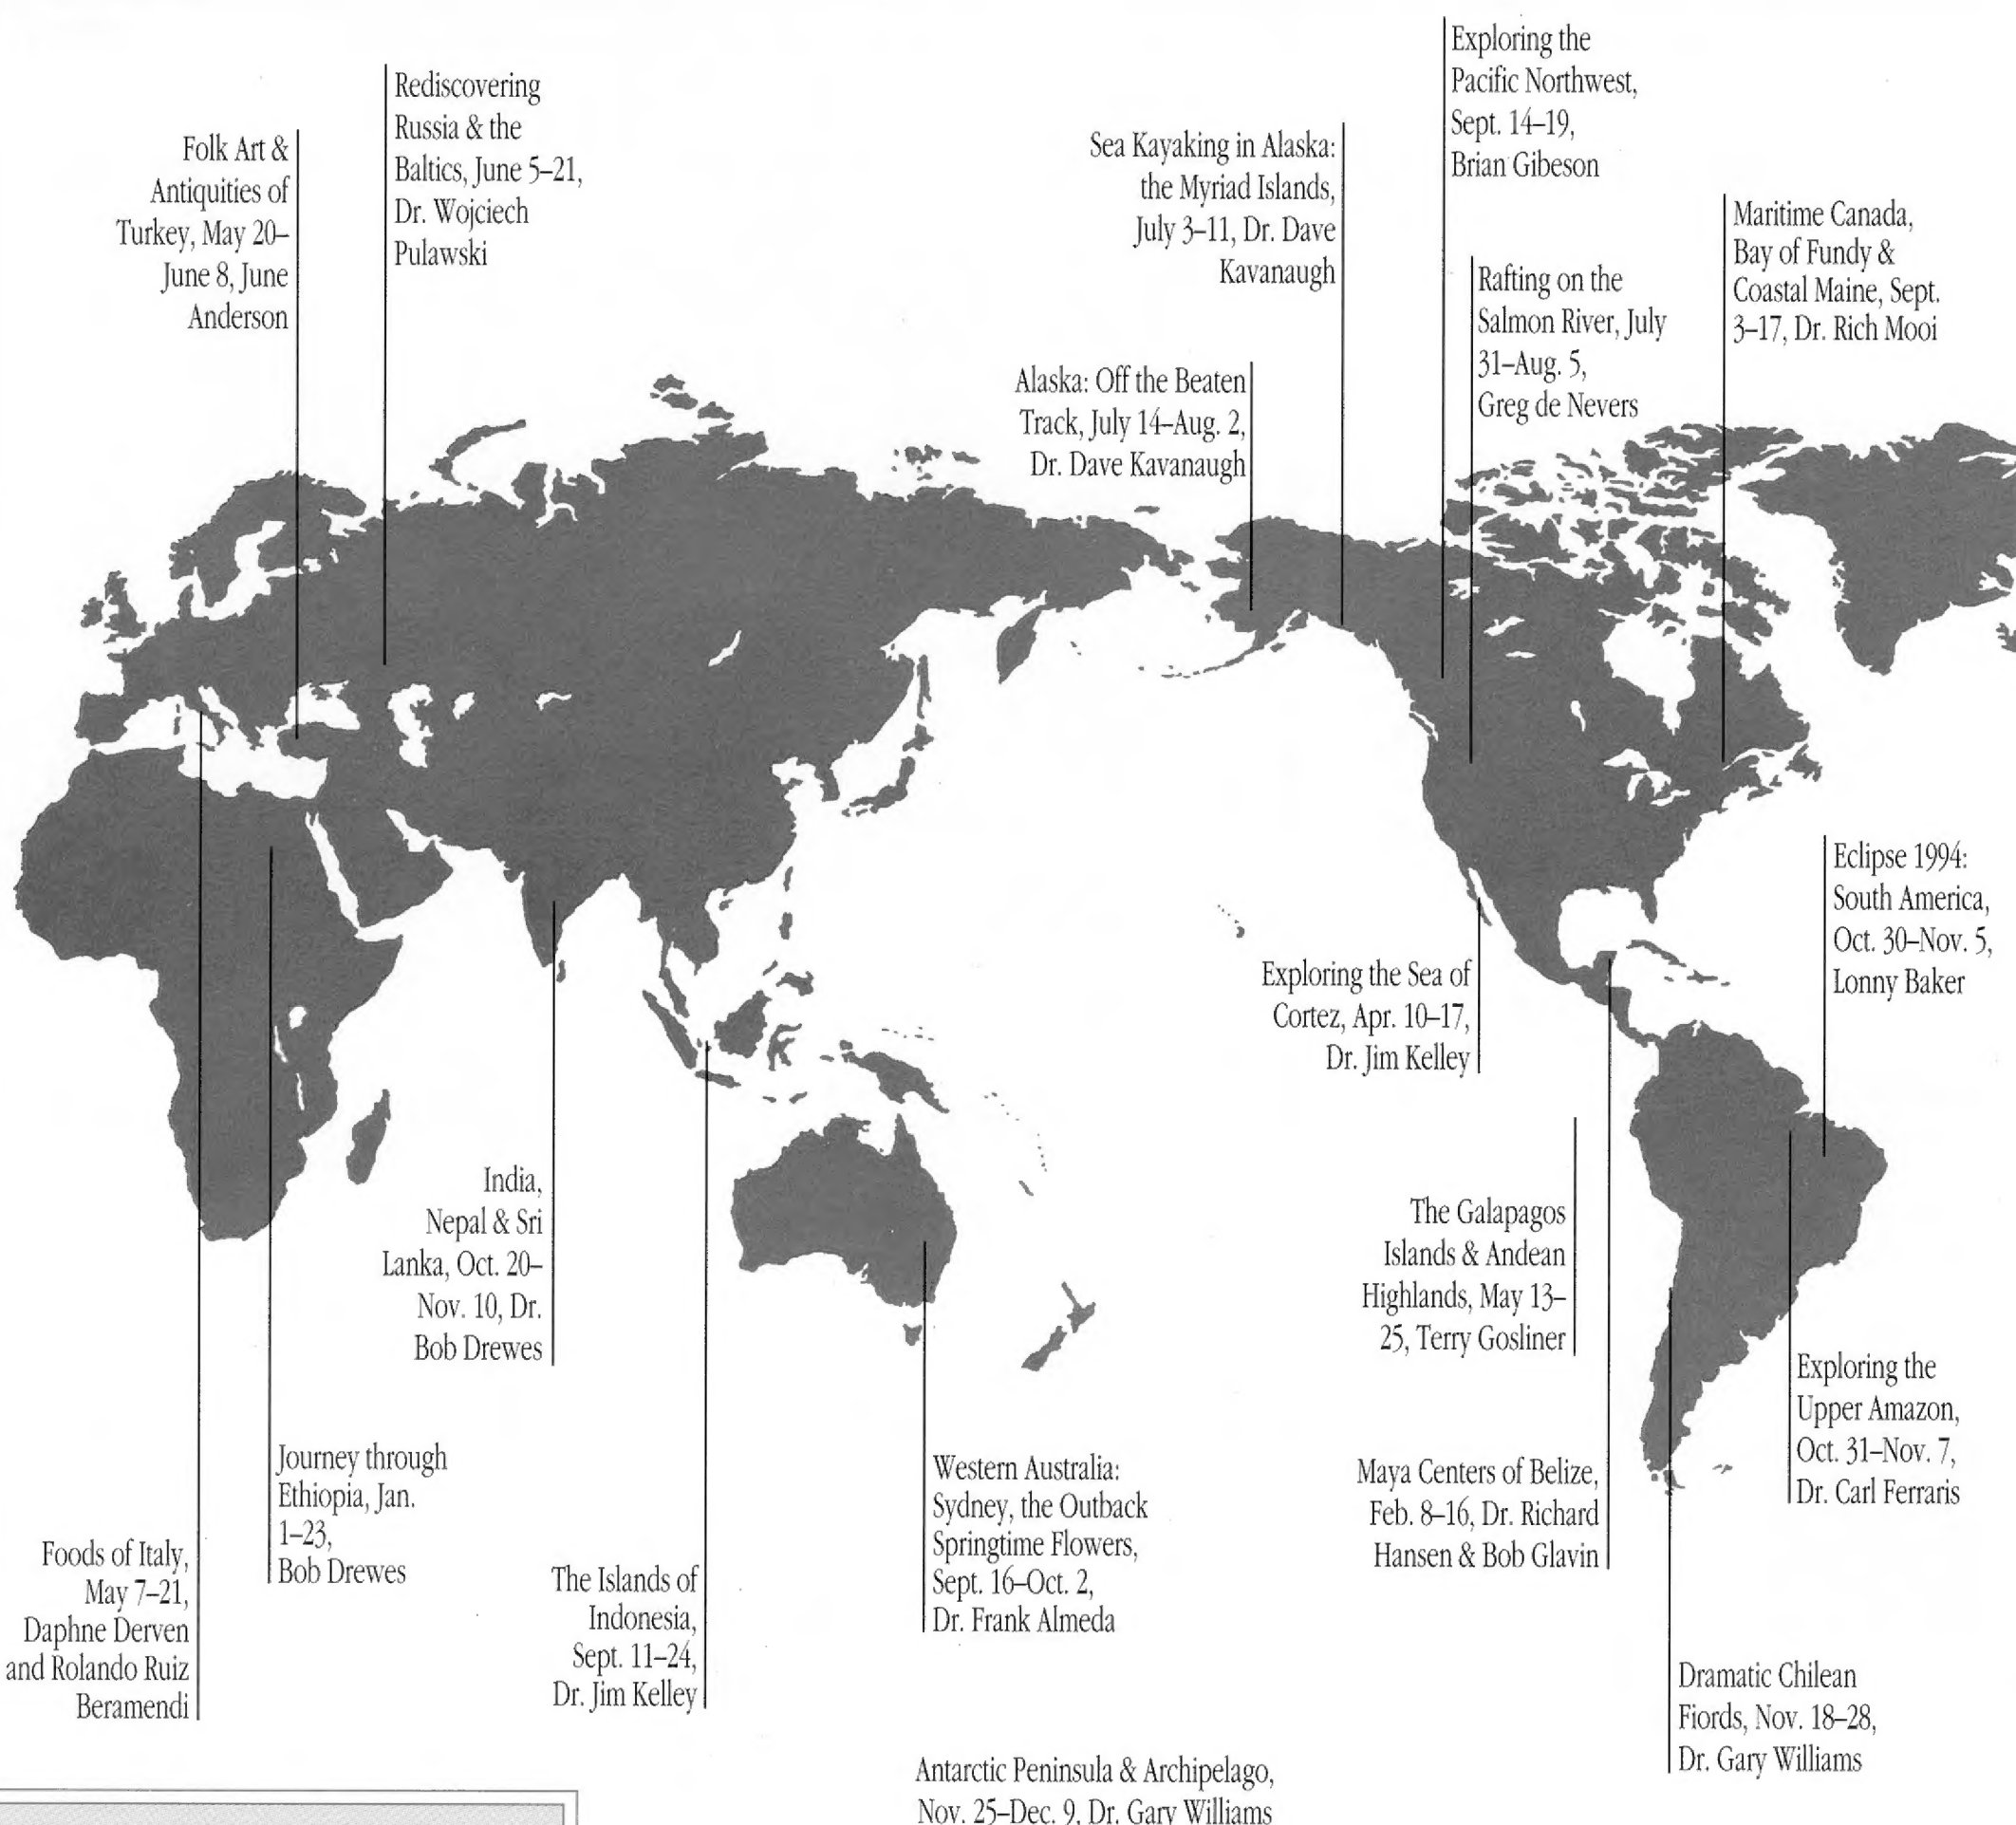 Folk Art &
Antiquities of
Turkey, May 20–
June 8, June
Anderson
Rediscovering
Russia & the
Baltics, June 5–21,
Dr. Wojciech
Pulawski
Sea Kayaking in Alaska:
the Myriad Islands,
July 3–11, Dr. Dave
Kavanaugh
Alaska: Off the Beaten
Track, July 14–Aug. 2,
Dr. Dave Kavanaugh
Exploring the
Pacific Northwest,
Sept. 14–19,
Brian Gibeson
Rafting on the
Salmon River, July
31–Aug. 5,
Greg de Nevers
Maritime Canada,
Bay of Fundy &
Coastal Maine, Sept.
3–17, Dr. Rich Mooi
Eclipse 1994:
South America,
Oct. 30–Nov. 5,
Lonny Baker
Exploring the Sea of
Cortez, Apr. 10–17,
Dr. Jim Kelley
India,
Nepal & Sri
Lanka, Oct. 20–
Nov. 10, Dr.
Bob Drewes
The Galapagos
Islands & Andean
Highlands, May 13–
25, Terry Gosliner
Exploring the
Upper Amazon,
Oct. 31–Nov. 7,
Dr. Carl Ferraris
Journey through
Ethiopia, Jan.
1–23,
Bob Drewes
Western Australia:
Sydney, the Outback
Springtime Flowers,
Sept. 16–Oct. 2,
Dr. Frank Almeda
Maya Centers of Belize,
Feb. 8–16, Dr. Richard
Hansen & Bob Glavin
Foods of Italy,
May 7–21,
Daphne Derven
and Rolando Ruiz
Beramendi
The Islands of
Indonesia,
Sept. 11–24,
Dr. Jim Kelley
Dramatic Chilean
Fiords, Nov. 18–28,
Dr. Gary Williams
Antarctic Peninsula & Archipelago,
Nov. 25–Dec. 9, Dr. Gary Williams